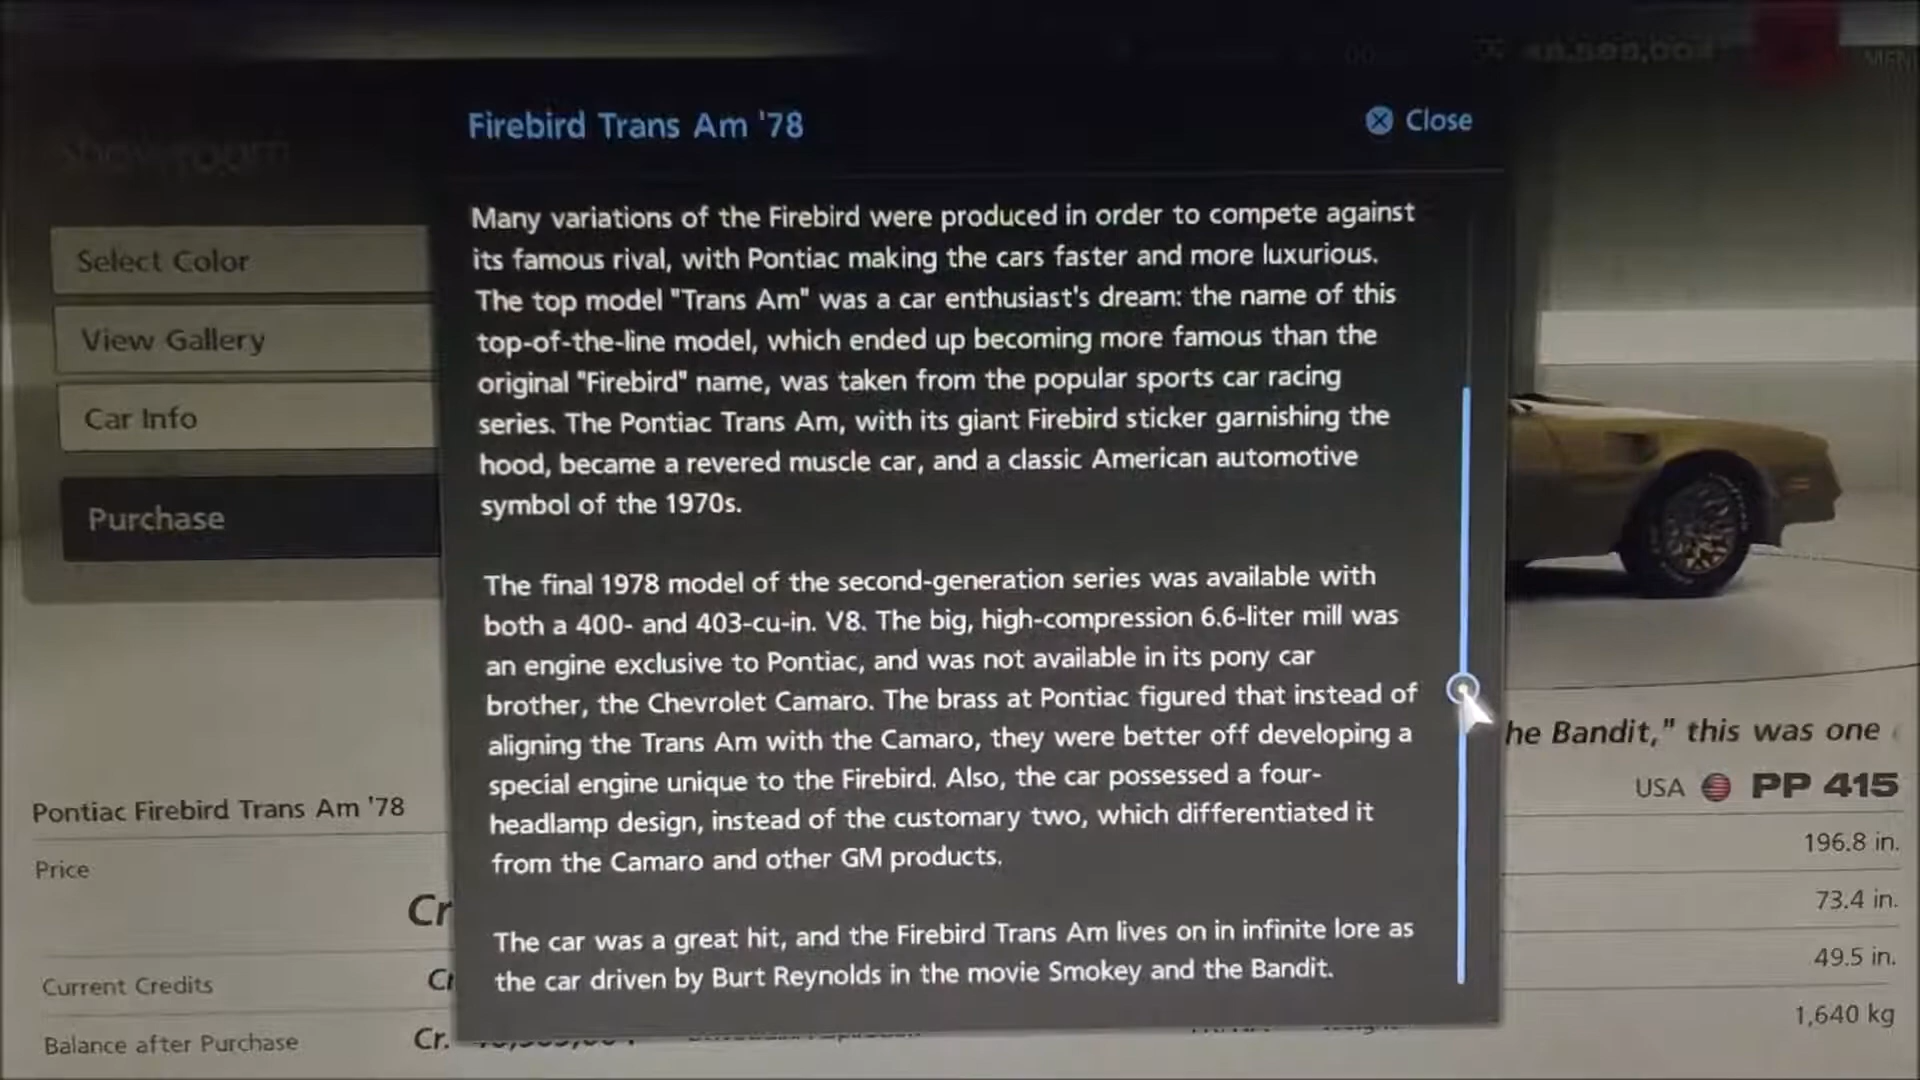 MENU
showroom
Firebird Trans Am '78
Close
Select Color
View Gallery
Car Info
Purchase
Many variations of the Firebird were produced in order to compete against
its famous rival, with Pontiac making the cars faster and more luxurious.
The top model "Trans Am" was a car enthusiast's dream: the name of this
top-of-the-line model, which ended up becoming more famous than the
original "Firebird" name, was taken from the popular sports car racing
series. The Pontiac Trans Am, with its giant Firebird sticker garnishing the
hood, became a revered muscle car, and a classic American automotive
symbol of the 1970s.
The final 1978 model of the second-generation series was available with
both a 400- and 403-cu-in. V8. The big, high-compression 6.6-liter mill was
an engine exclusive to Pontiac, and was not available in its pony car
brother, the Chevrolet Camaro. The brass at Pontiac figured that instead of
aligning the Trans Am with the Camaro, they were better off developing a
special engine unique to the Firebird. Also, the car possessed a four-
headlamp design, instead of the customary two, which differentiated it
from the Camaro and other GM products.
The car was a great hit, and the Firebird Trans Am lives on in infinite lore as
the car driven by Burt Reynolds in the movie Smokey and the Bandit.
Pontiac Firebird Trans Am '78
Price
Cr
Current Credits
Cr
Balance after Purchase
Cr.
he Bandit," this was one
USA PP 415
196.8 in.
73.4 in.
49.5 in.
1,640 kg